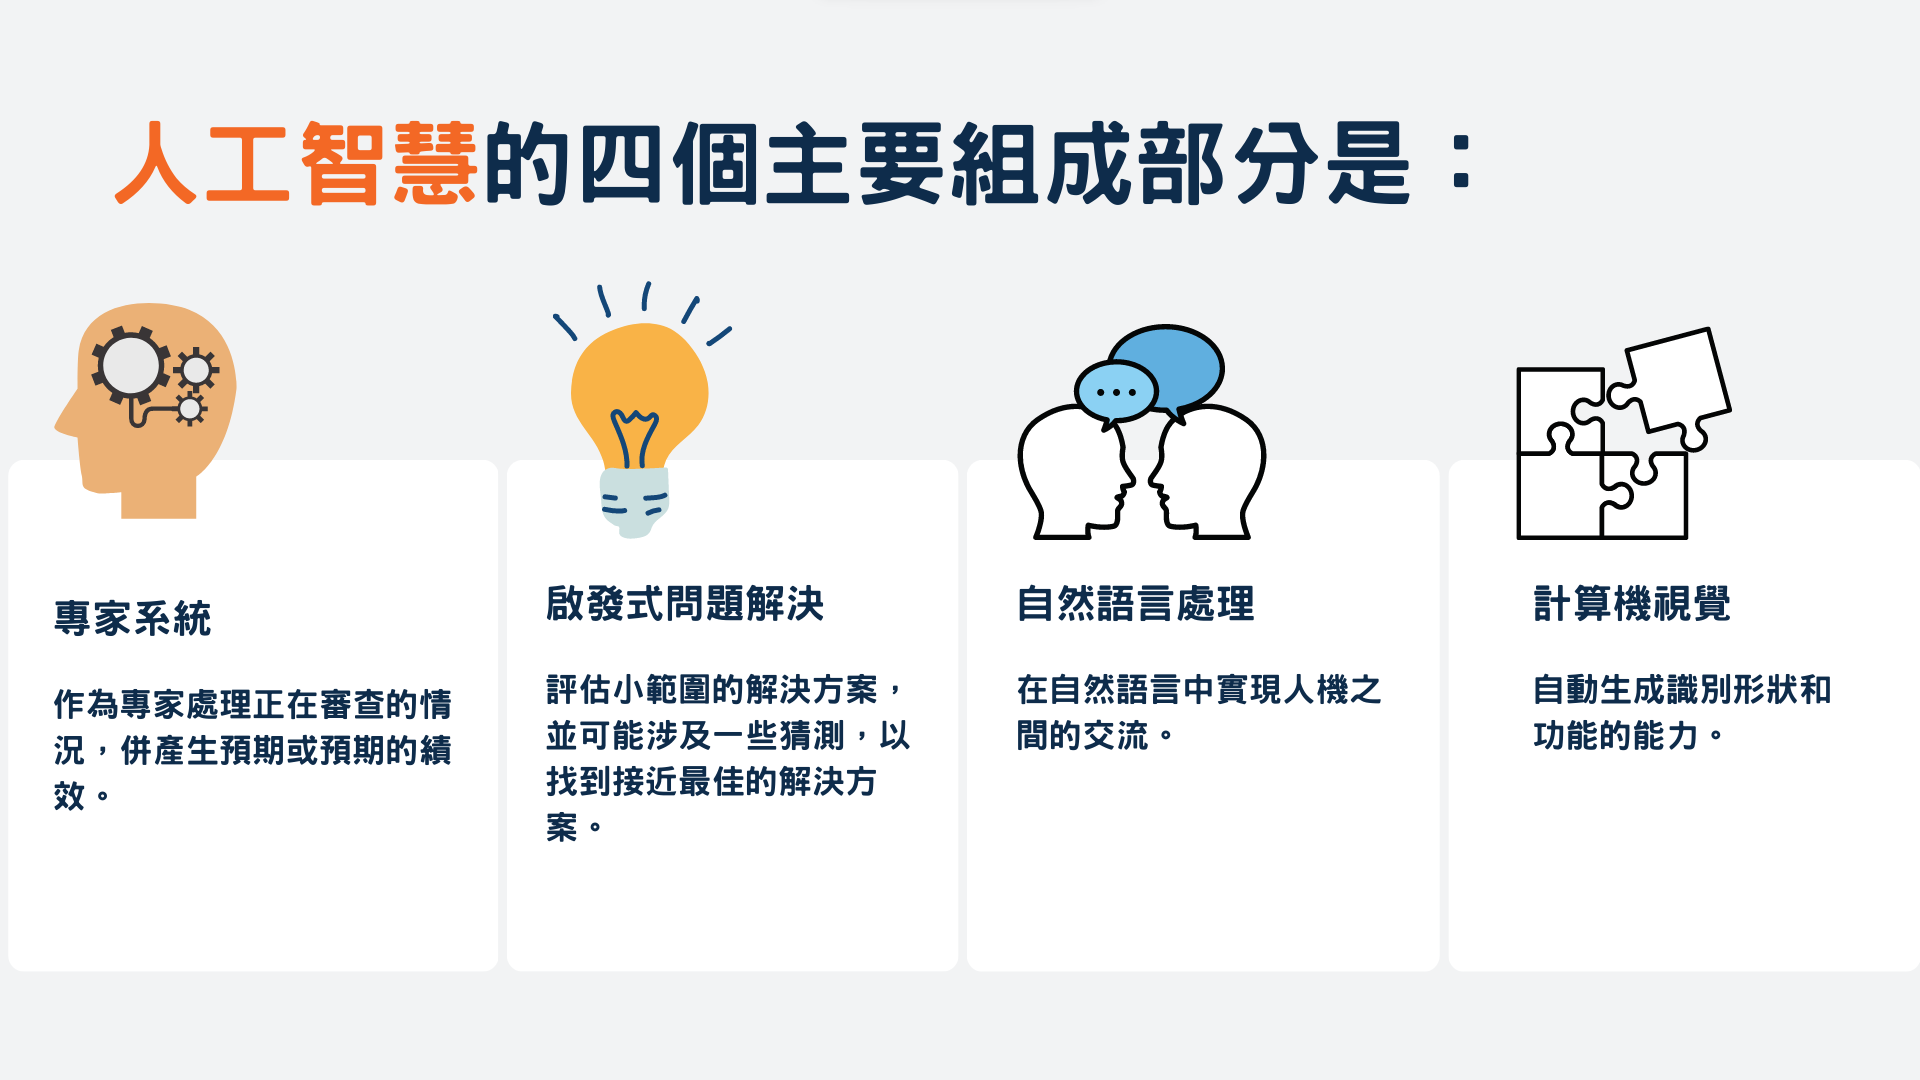 人工智慧的四個主要組成部分是：
專家系統
作為專家處理正在審查的情
況，併產生預期或預期的績
效。
啟發式問題解決
評估小範圍的解決方案，
並可能涉及一些猜測，以
找到接近最佳的解決方
案。
自然語言處理
在自然語言中實現人機之
間的交流。
計算機視覺
自動生成識別形狀和
功能的能力。